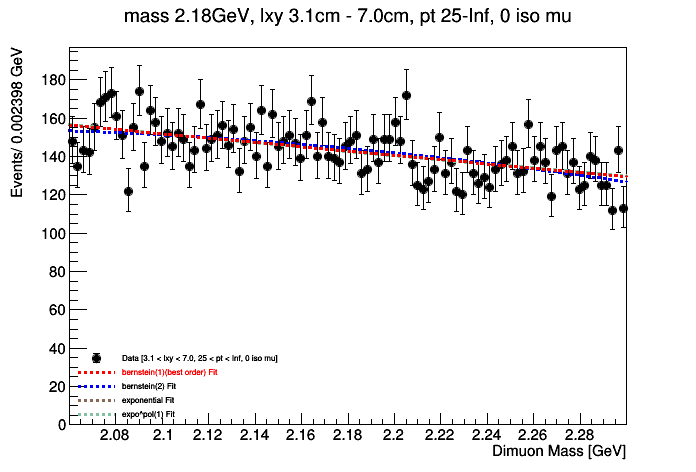 mass 2.18GeV, lxy 3.1cm - 7.0cm, pt 25-Inf, 0 iso mu
Events/ 0.002398 GeV
180
160
140
120
100
80
60
40
20
0
Data [3.1 < lxy < 7.0, 25 < pt < Inf, 0 iso mu]
bernstein(1)(best order) Fit
bernstein(2) Fit
exponential Fit
expo*pol(1) Fit
2.08 2.1 2.12 2.14 2.16 2.18 2.2 2.22 2.24 2.26 2.28
Dimuon Mass [GeV]